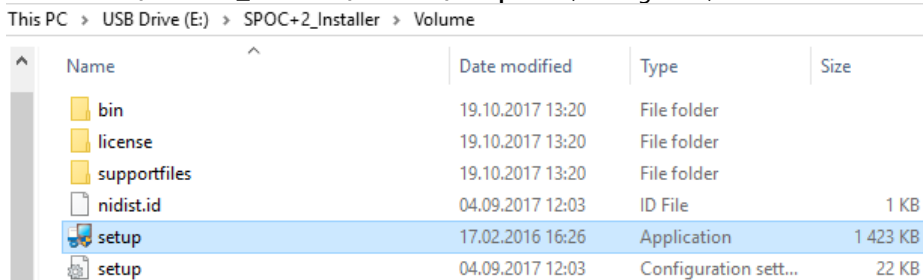 This PC > USB Drive (E:) > SPOC+2_Installer > Volume
Name Date modified Type Size
bin 19.10.2017 13:20 File folder
license 19.10.2017 13:20 File folder
supportfiles 19.10.2017 13:20 File folder
nidist.id 04.09.2017 12:03 ID File 1 KB
setup 17.02.2016 16:26 Application 1 423 KB
setup 04.09.2017 12:03 Configuration sett... 22 KB